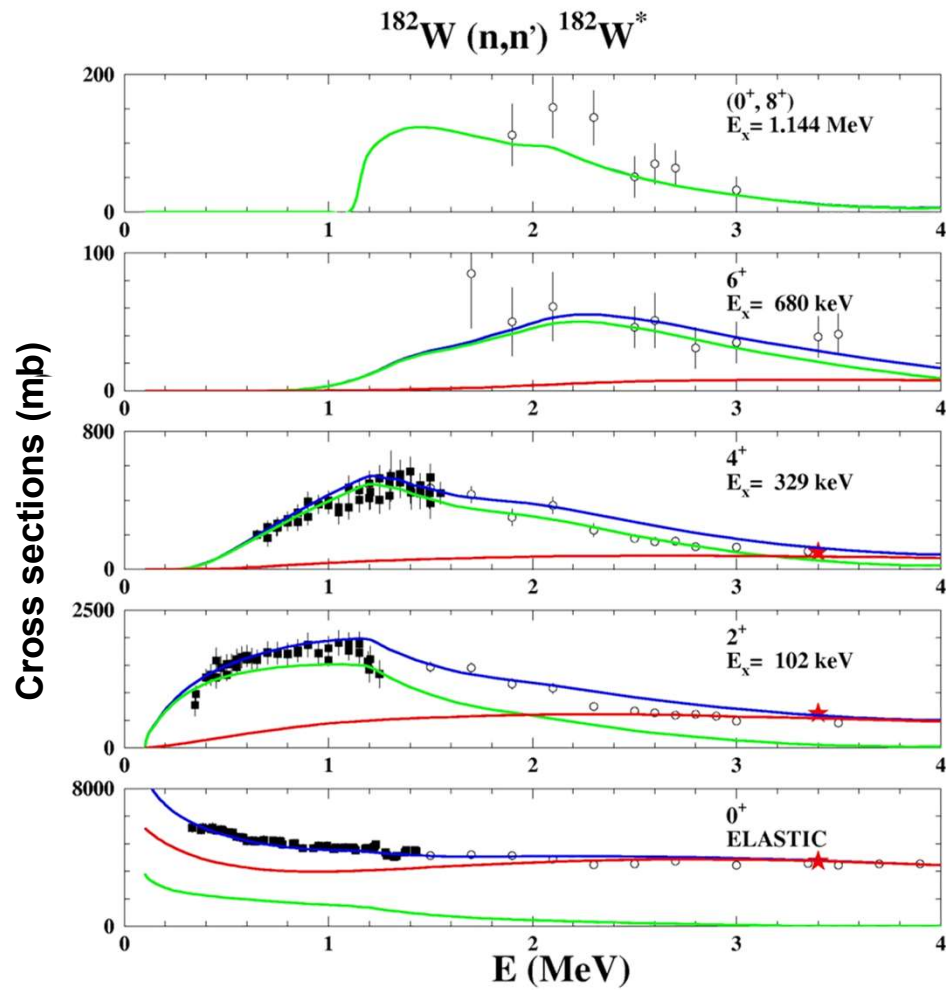 ¹⁸²W (n,n’) ¹⁸²W*
Cross sections (mb)
200
0
(0⁺, 8⁺)
Eₓ= 1.144 MeV
0 1 2 3 4
100
0
6⁺
Eₓ= 680 keV
0 1 2 3 4
800
0
4⁺
Eₓ= 329 keV
0 1 2 3 4
2500
0
2⁺
Eₓ= 102 keV
0 1 2 3 4
8000
0
0⁺
ELASTIC
0 1 2 3 4
E (MeV)